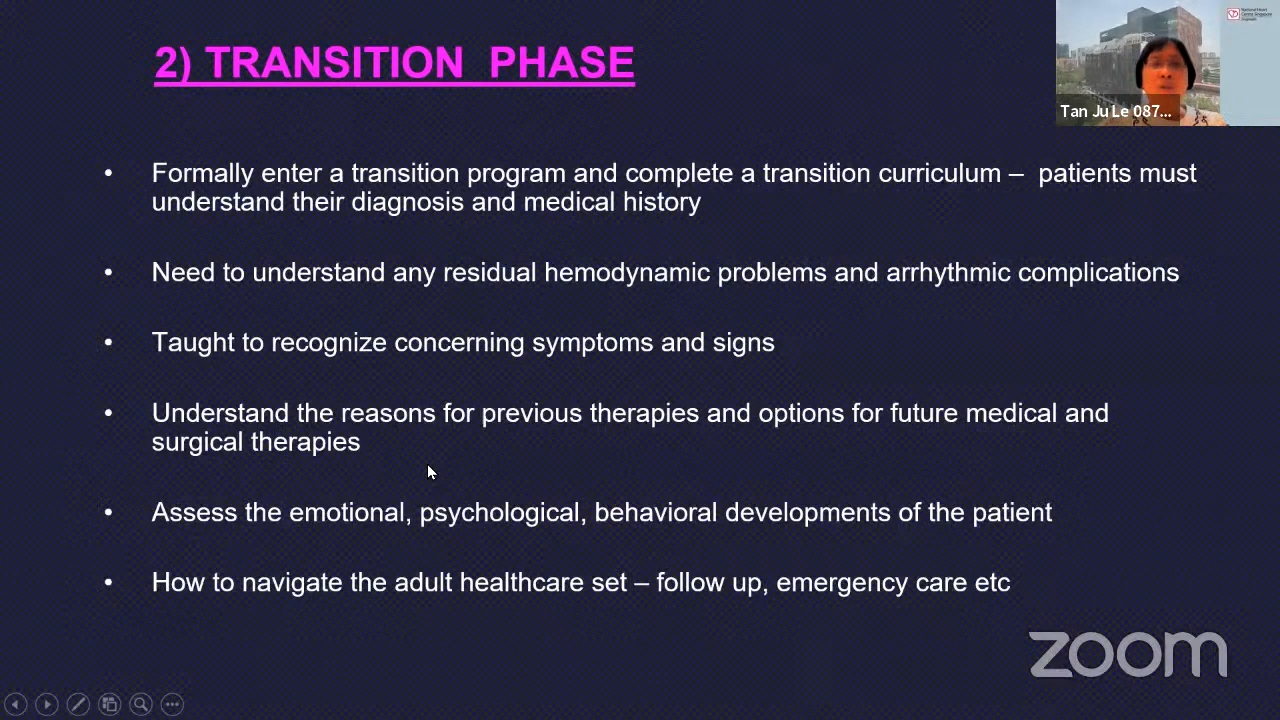 2) TRANSITION PHASE
Tan Ju Le 087...
• Formally enter a transition program and complete a transition curriculum – patients must
understand their diagnosis and medical history
• Need to understand any residual hemodynamic problems and arrhythmic complications
• Taught to recognize concerning symptoms and signs
• Understand the reasons for previous therapies and options for future medical and
surgical therapies
• Assess the emotional, psychological, behavioral developments of the patient
• How to navigate the adult healthcare set – follow up, emergency care etc
zoom